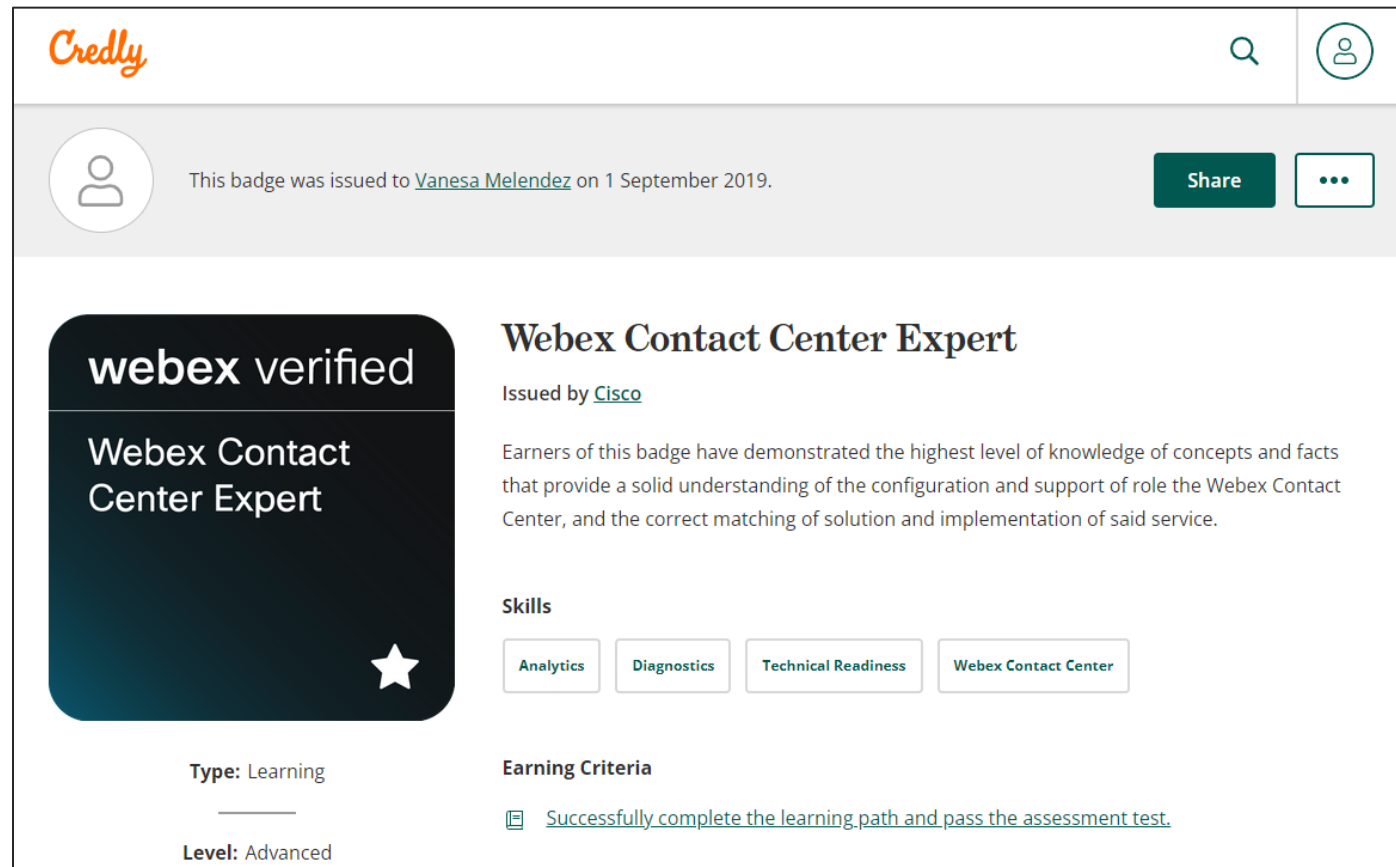 Credly
This badge was issued to Vanesa Melendez on 1 September 2019.
Share
•••
webex verified
Webex Contact
Center Expert
Type: Learning
Level: Advanced
Webex Contact Center Expert
Issued by Cisco
Earners of this badge have demonstrated the highest level of knowledge of concepts and facts
that provide a solid understanding of the configuration and support of role the Webex Contact
Center, and the correct matching of solution and implementation of said service.
Skills
Analytics
Diagnostics
Technical Readiness
Webex Contact Center
Earning Criteria
Successfully complete the learning path and pass the assessment test.